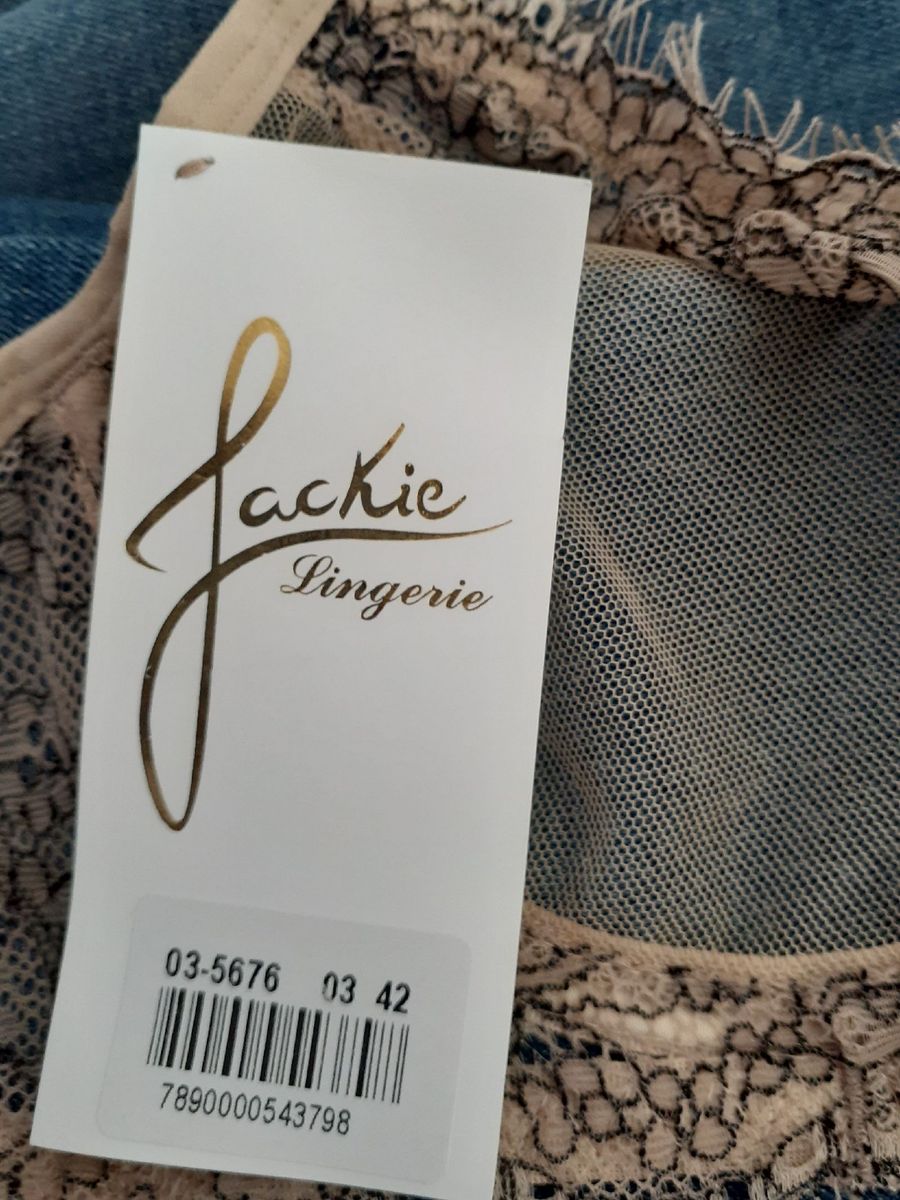 Jackie
Lingerie
03-5676 03 42
7890000543798